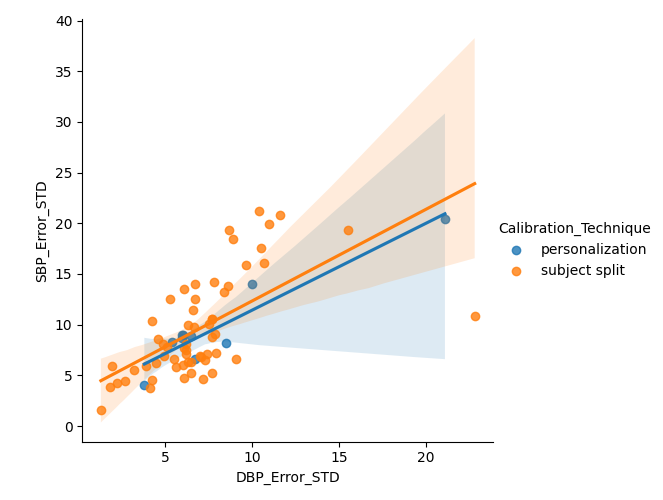 40
35
30
25
20
15
10
5
0
SBP_Error_STD
5
10
15
20
DBP_Error_STD
Calibration_Technique
personalization
subject split